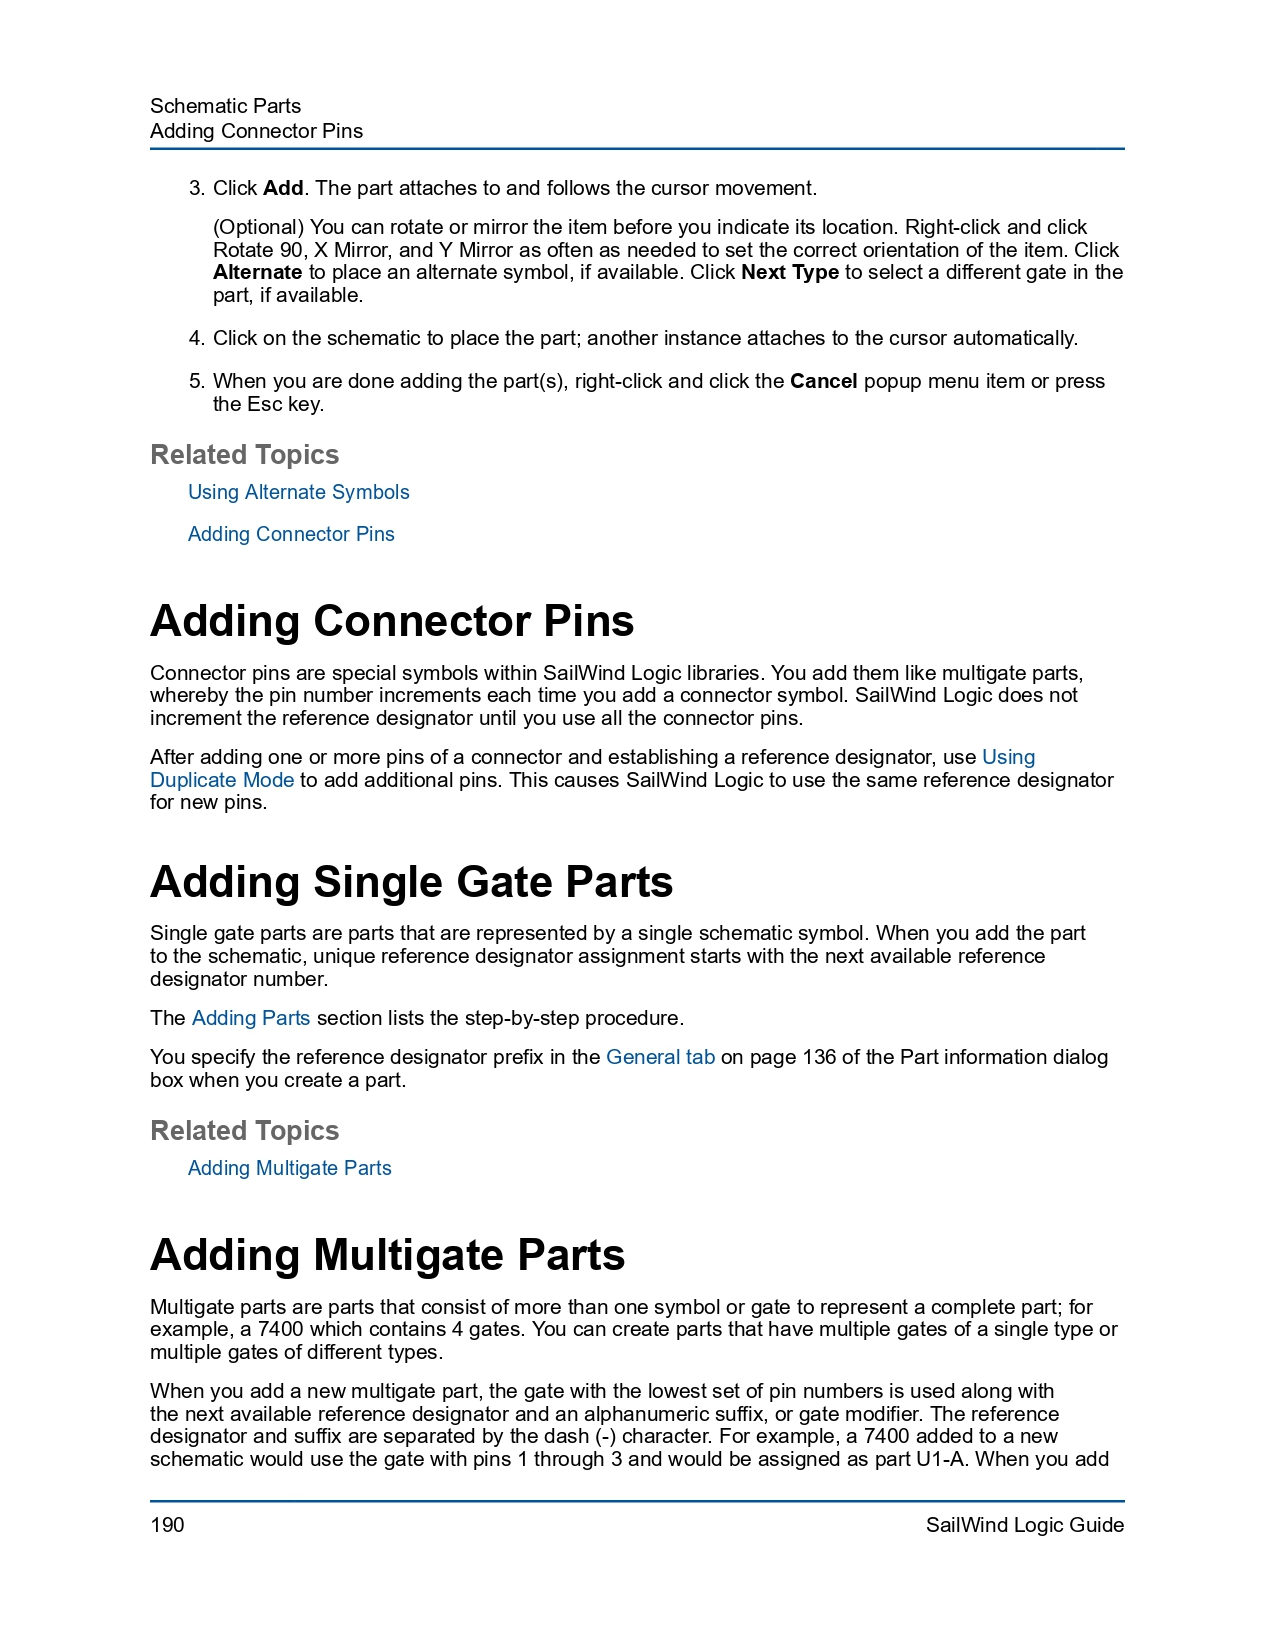 Schematic Parts
Adding Connector Pins
3. Click Add. The part attaches to and follows the cursor movement.
(Optional) You can rotate or mirror the item before you indicate its location. Right-click and click
Rotate 90, X Mirror, and Y Mirror as often as needed to set the correct orientation of the item. Click
Alternate to place an alternate symbol, if available. Click Next Type to select a different gate in the
part, if available.
4. Click on the schematic to place the part; another instance attaches to the cursor automatically.
5. When you are done adding the part(s), right-click and click the Cancel popup menu item or press
the Esc key.
Related Topics
Using Alternate Symbols
Adding Connector Pins
Adding Connector Pins
Connector pins are special symbols within SailWind Logic libraries. You add them like multigate parts,
whereby the pin number increments each time you add a connector symbol. SailWind Logic does not
increment the reference designator until you use all the connector pins.
After adding one or more pins of a connector and establishing a reference designator, use Using
Duplicate Mode to add additional pins. This causes SailWind Logic to use the same reference designator
for new pins.
Adding Single Gate Parts
Single gate parts are parts that are represented by a single schematic symbol. When you add the part
to the schematic, unique reference designator assignment starts with the next available reference
designator number.
The Adding Parts section lists the step-by-step procedure.
You specify the reference designator prefix in the General tab on page 136 of the Part information dialog
box when you create a part.
Related Topics
Adding Multigate Parts
Adding Multigate Parts
Multigate parts are parts that consist of more than one symbol or gate to represent a complete part; for
example, a 7400 which contains 4 gates. You can create parts that have multiple gates of a single type or
multiple gates of different types.
When you add a new multigate part, the gate with the lowest set of pin numbers is used along with
the next available reference designator and an alphanumeric suffix, or gate modifier. The reference
designator and suffix are separated by the dash (-) character. For example, a 7400 added to a new
schematic would use the gate with pins 1 through 3 and would be assigned as part U1-A. When you add
190
SailWind Logic Guide